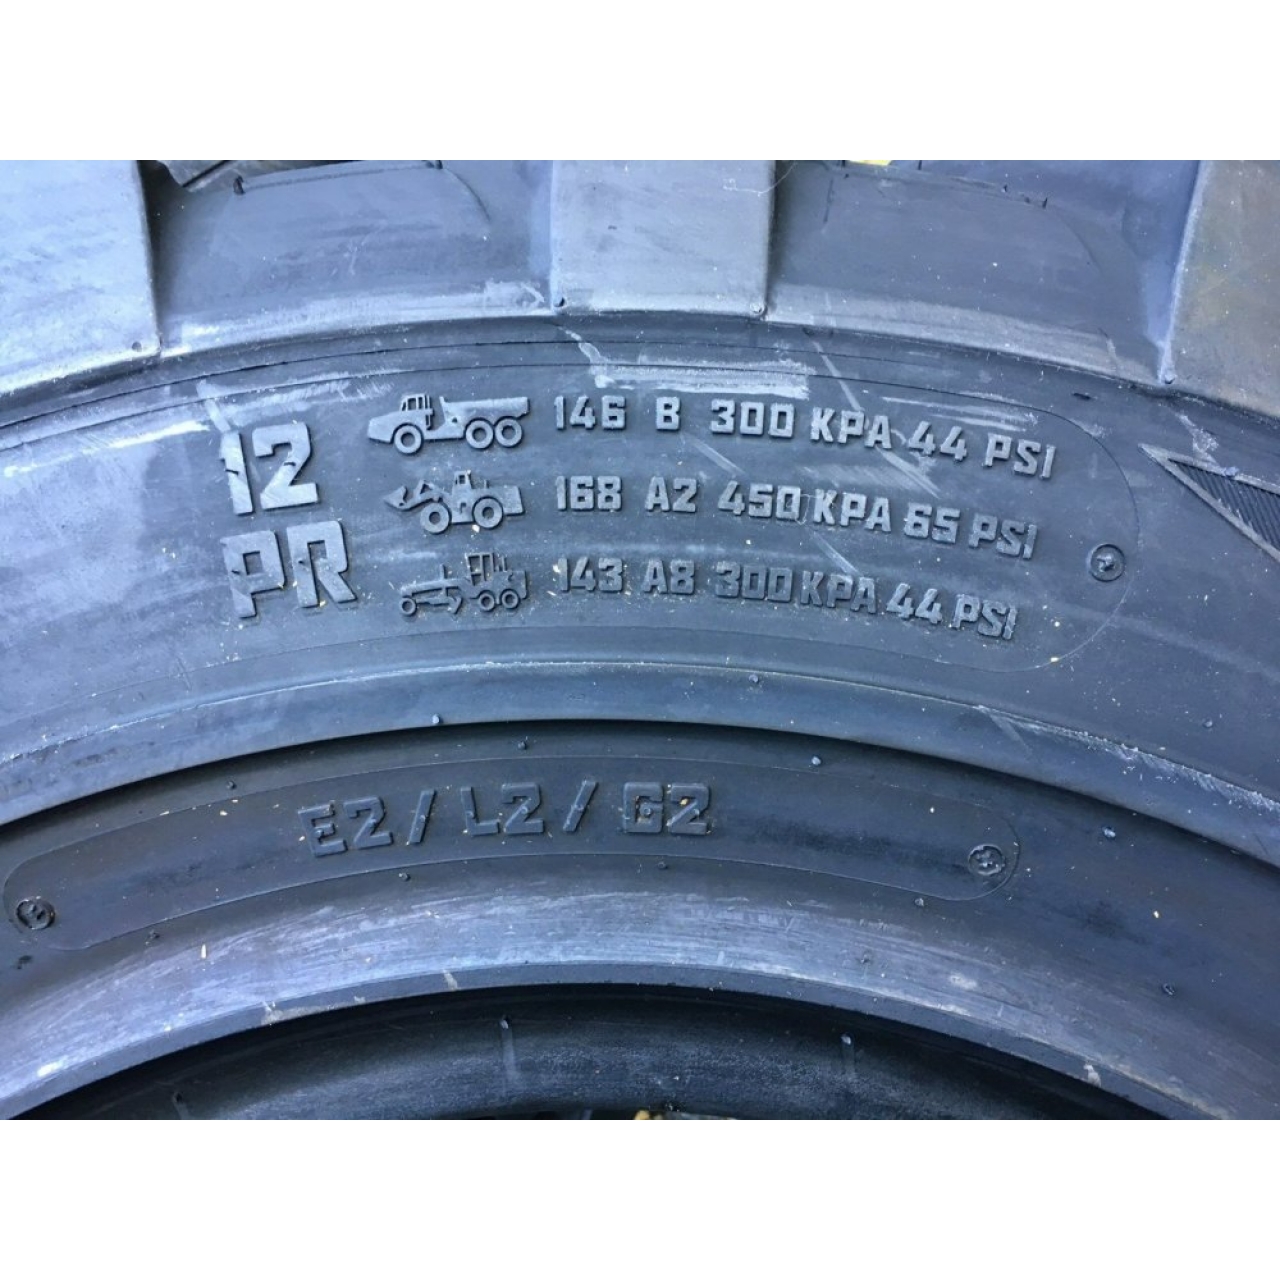 12
PR
146 B 300 KPA 44 PSI
168 A2 450 KPA 65 PSI
143 A8 300 KPA 44 PSI
E2 / L2 / G2